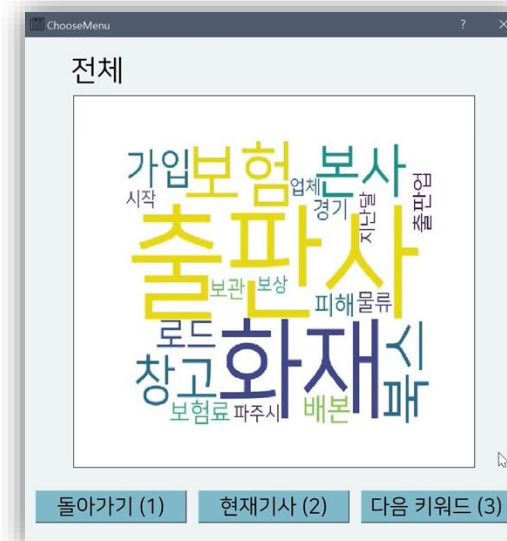 ChooseMenu
전체
가입 보험 본사
시작 업체 경기 지난달 출판업
출판사
보관 보상 피해 물류
로드 화재 북스
창고
보험료 파주시 배본
돌아가기 (1) 현재기사 (2) 다음 키워드 (3)